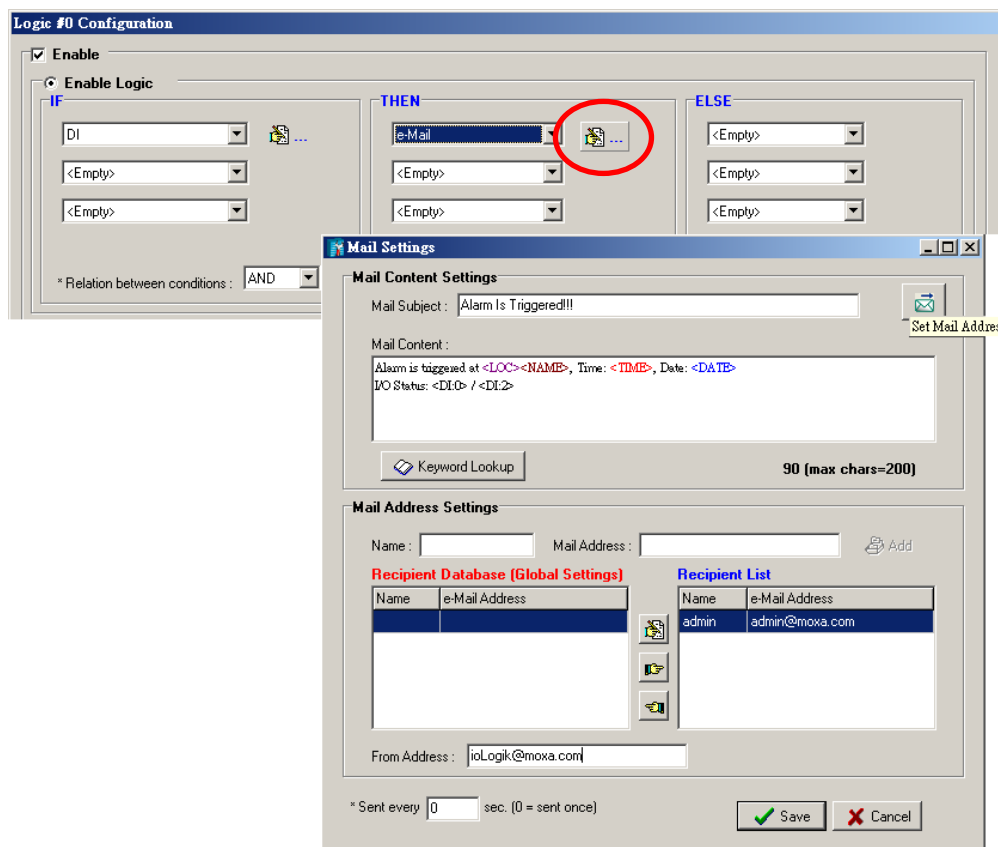 Logic #0 Configuration
Enable
Enable Logic
IF
THEN
ELSE
DI
...
e-Mail
...
<Empty>
<Empty>
<Empty>
<Empty>
<Empty>
<Empty>
<Empty>
* Relation between conditions :
AND
Mail Settings
Mail Content Settings
Mail Subject :
Alarm Is Triggered!!!
Set Mail Addres
Mail Content :
Alarm is triggered at <LOC><NAME>, Time: <TIME>, Date: <DATE>
I/O Status: <DI:0> / <DI:2>
Keyword Lookup
90 (max chars=200)
Mail Address Settings
Name :
Mail Address :
Add
Recipient Database (Global Settings)
Recipient List
Name
e-Mail Address
Name
e-Mail Address
admin
admin@moxa.com
From Address :
ioLogik@moxa.com
* Sent every
0
sec. (0 = sent once)
Save
Cancel